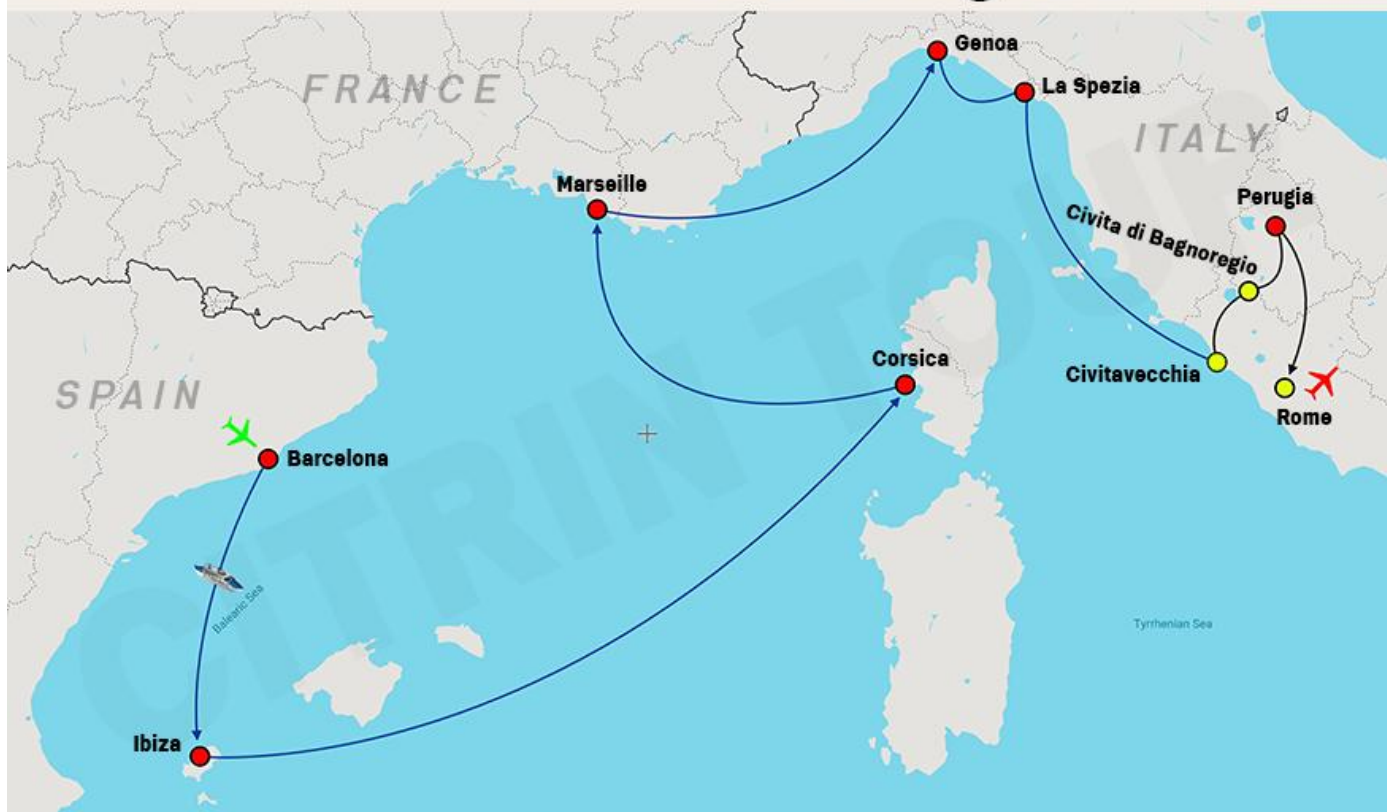 Genoa
FRANCE
La Spezia
ITALY
Marseille
Perugia
Civita di Bagnoregio
Corsica
Civitavecchia
SPAIN
Rome
Barcelona
CITRIN TOUR
Balearic Sea
Tyrrhenian Sea
Ibiza